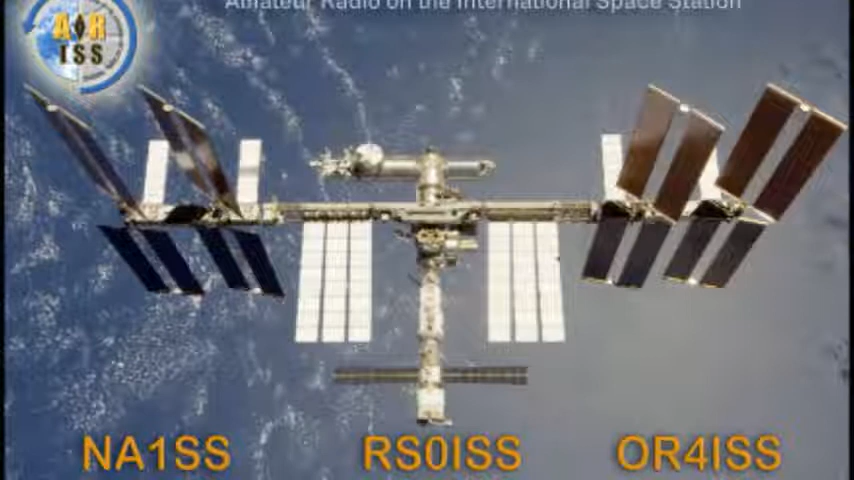 Amateur Radio on the International Space Station
ARISS
NA1SS RS0ISS OR4ISS